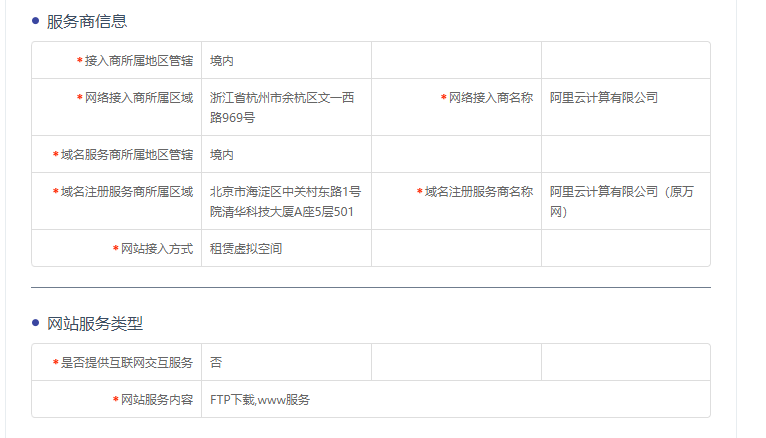 服务商信息
*接入商所属地区管辖 境内
*网络接入商所属区域 浙江省杭州市余杭区文一西 *网络接入商名称 阿里云计算有限公司
路969号
*域名服务商所属地区管辖 境内
*域名注册服务商所属区域 北京市海淀区中关村东路1号 *域名注册服务商名称 阿里云计算有限公司（原万
院清华科技大厦A座5层501 网）
*网站接入方式 租赁虚拟空间
网站服务类型
*是否提供互联网交互服务 否
*网站服务内容 FTP下载,www服务